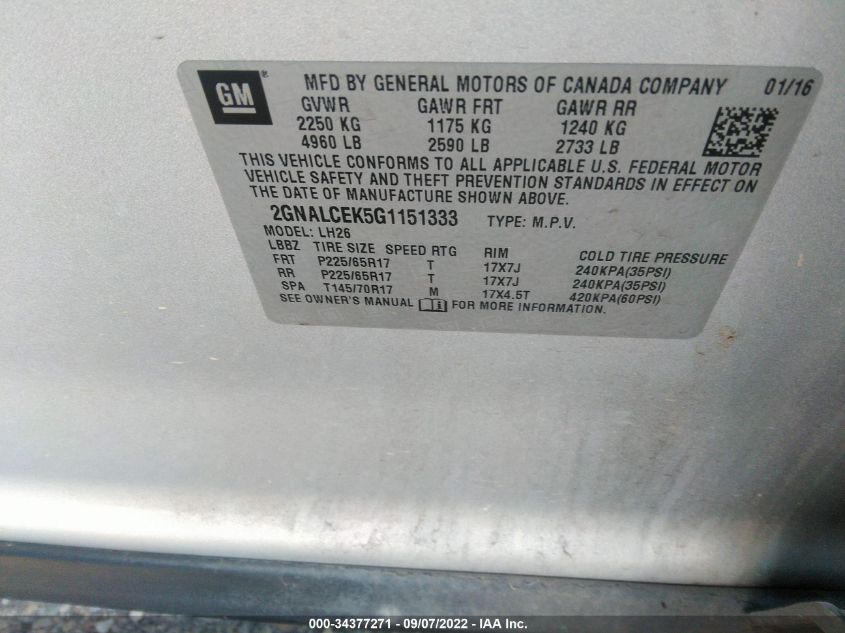 GM ® MFD BY GENERAL MOTORS OF CANADA COMPANY 01/16
GVWR GAWR FRT GAWR RR
2250 KG 1175 KG 1240 KG
4960 LB 2590 LB 2733 LB
THIS VEHICLE CONFORMS TO ALL APPLICABLE U.S. FEDERAL MOTOR
VEHICLE SAFETY AND THEFT PREVENTION STANDARDS IN EFFECT ON
THE DATE OF MANUFACTURE SHOWN ABOVE.
2GNALCEK5G1151333 TYPE: M.P.V.
MODEL: LH26
LBBZ TIRE SIZE SPEED RTG RIM COLD TIRE PRESSURE
FRT P225/65R17 T 17X7J 240KPA(35PSI)
RR P225/65R17 T 17X7J 240KPA(35PSI)
SPA T145/70R17 M 17X4.5T 420KPA(60PSI)
SEE OWNER'S MANUAL i FOR MORE INFORMATION.
000-34377271 - 09/07/2022 - IAA Inc.